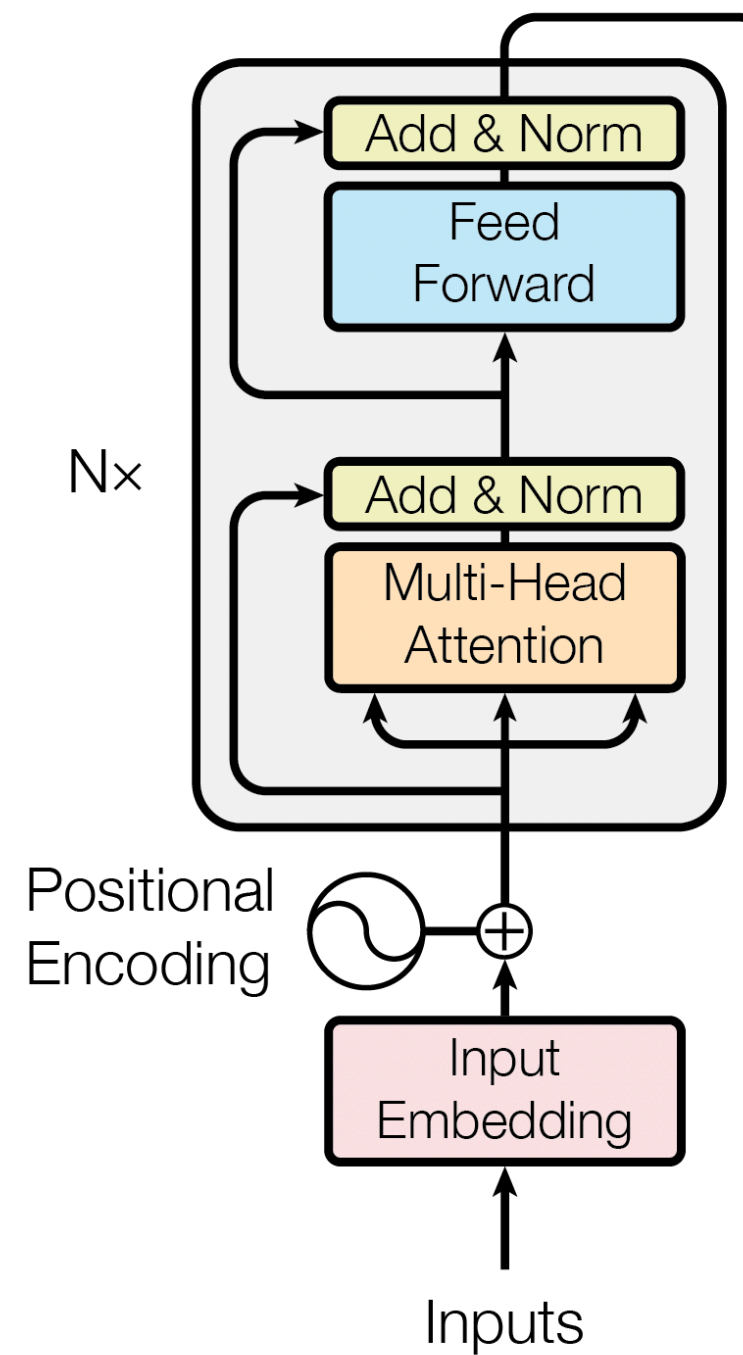 Add & Norm
Feed
Forward
N×
Add & Norm
Multi-Head
Attention
Positional
Encoding
Input
Embedding
Inputs